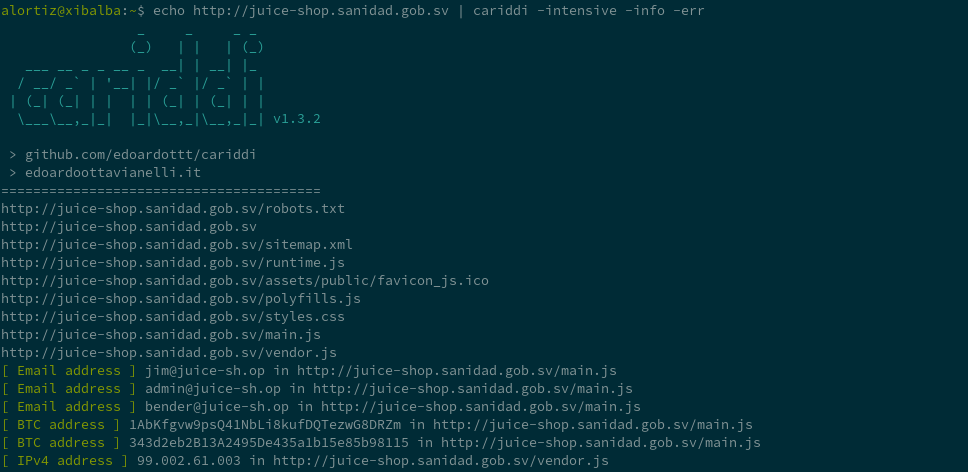 alortiz@xibalba:~$ echo http://juice-shop.sanidad.gob.sv | cariddi -intensive -info -err
                 _     _     _ _
                (_)   | |   | (_)
   ___ __ _ _ __ _  __| | __| |_
  / __/ _` | '__| |/ _` |/ _` | |
 | (_| (_| | |  | | (_| | (_| | |
  \___\__,_|_|  |_|\__,_|\__,_|_| v1.3.2
 > github.com/edoardottt/cariddi
 > edoardoottavianelli.it
========================================
http://juice-shop.sanidad.gob.sv/robots.txt
http://juice-shop.sanidad.gob.sv
http://juice-shop.sanidad.gob.sv/sitemap.xml
http://juice-shop.sanidad.gob.sv/runtime.js
http://juice-shop.sanidad.gob.sv/assets/public/favicon_js.ico
http://juice-shop.sanidad.gob.sv/polyfills.js
http://juice-shop.sanidad.gob.sv/styles.css
http://juice-shop.sanidad.gob.sv/main.js
http://juice-shop.sanidad.gob.sv/vendor.js
[ Email address ] jim@juice-sh.op in http://juice-shop.sanidad.gob.sv/main.js
[ Email address ] admin@juice-sh.op in http://juice-shop.sanidad.gob.sv/main.js
[ Email address ] bender@juice-sh.op in http://juice-shop.sanidad.gob.sv/main.js
[ BTC address ] 1AbKfgvw9psQ41NbLi8kufDQTezwG8DRZm in http://juice-shop.sanidad.gob.sv/main.js
[ BTC address ] 343d2eb2B13A2495De435a1b15e85b98115 in http://juice-shop.sanidad.gob.sv/main.js
[ IPv4 address ] 99.002.61.003 in http://juice-shop.sanidad.gob.sv/vendor.js